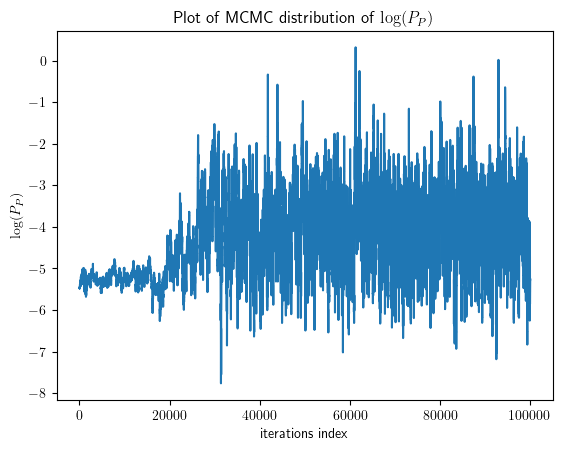 Plot of MCMC distribution of log(P_P)
log(P_P)
0
−1
−2
−3
−4
−5
−6
−7
−8
0 20000 40000 60000 80000 100000
iterations index